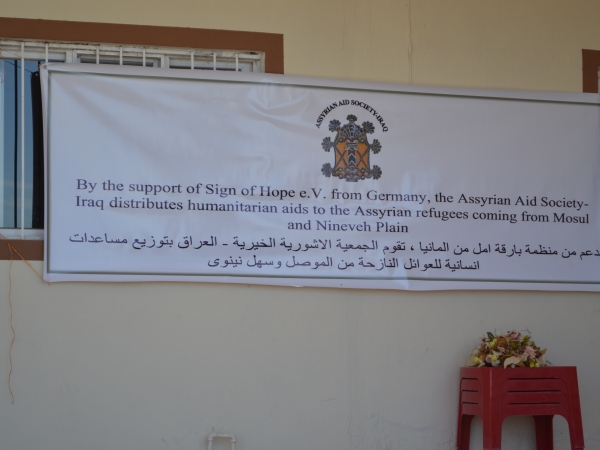 ASSYRIAN AID SOCIETY-IRAQ
By the support of Sign of Hope e.V. from Germany, the Assyrian Aid Society-
Iraq distributes humanitarian aids to the Assyrian refugees coming from Mosul
and Nineveh Plain
دعم من منظمة بارقة امل من المانيا ، تقوم الجمعية الاشورية الخيرية - العراق بتوزيع مساعدات
انسانية للعوائل النازحة من الموصل وسهل نينوى